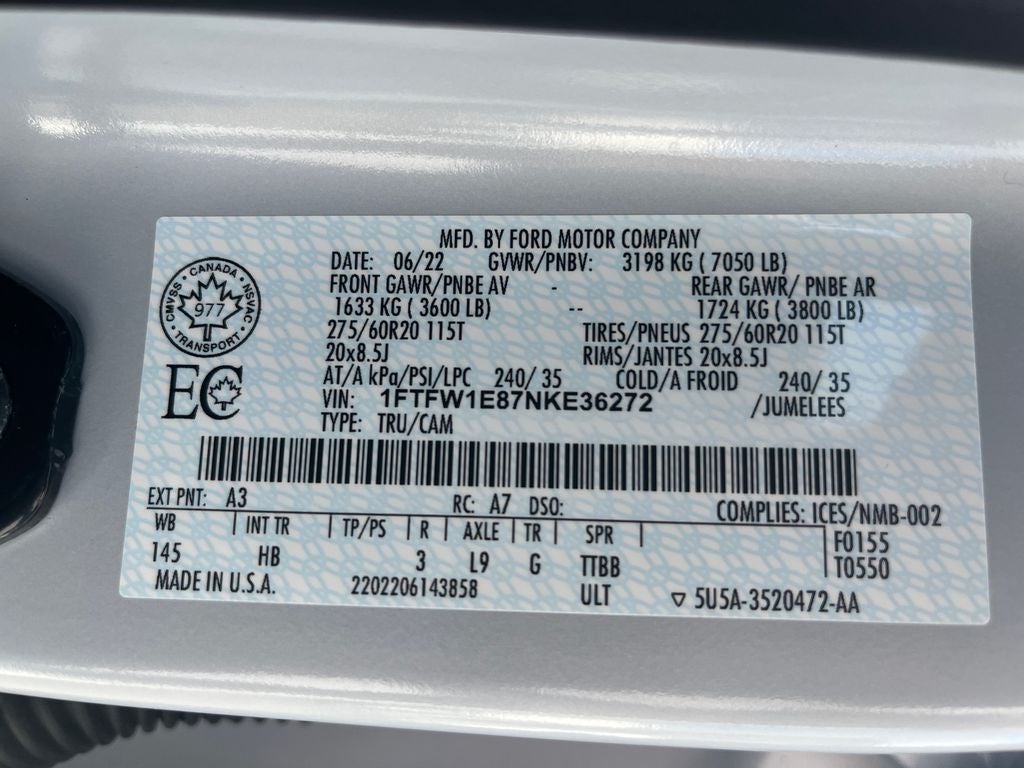 MFD. BY FORD MOTOR COMPANY
DATE: 06/22 GVWR/PNBV: 3198 KG ( 7050 LB)
FRONT GAWR/PNBE AV - REAR GAWR/ PNBE AR
1633 KG ( 3600 LB) -- 1724 KG ( 3800 LB)
275/60R20 115T TIRES/PNEUS 275/60R20 115T
20x8.5J RIMS/JANTES 20x8.5J
AT/A kPa/PSI/LPC 240/ 35 COLD/A FROID 240/ 35
VIN: 1FTFW1E87NKE36272 /JUMELEES
TYPE: TRU/CAM
CANADA · NSVAC · TRANSPORT · CMVSS ·
977
EC
EXT PNT: A3 RC: A7 DSO: COMPLIES: ICES/NMB-002
WB | INT TR | TP/PS | R | AXLE | TR | SPR | F0155
145 HB 3 L9 G TTBB T0550
MADE IN U.S.A. 2202206143858 ULT ▽ 5U5A-3520472-AA